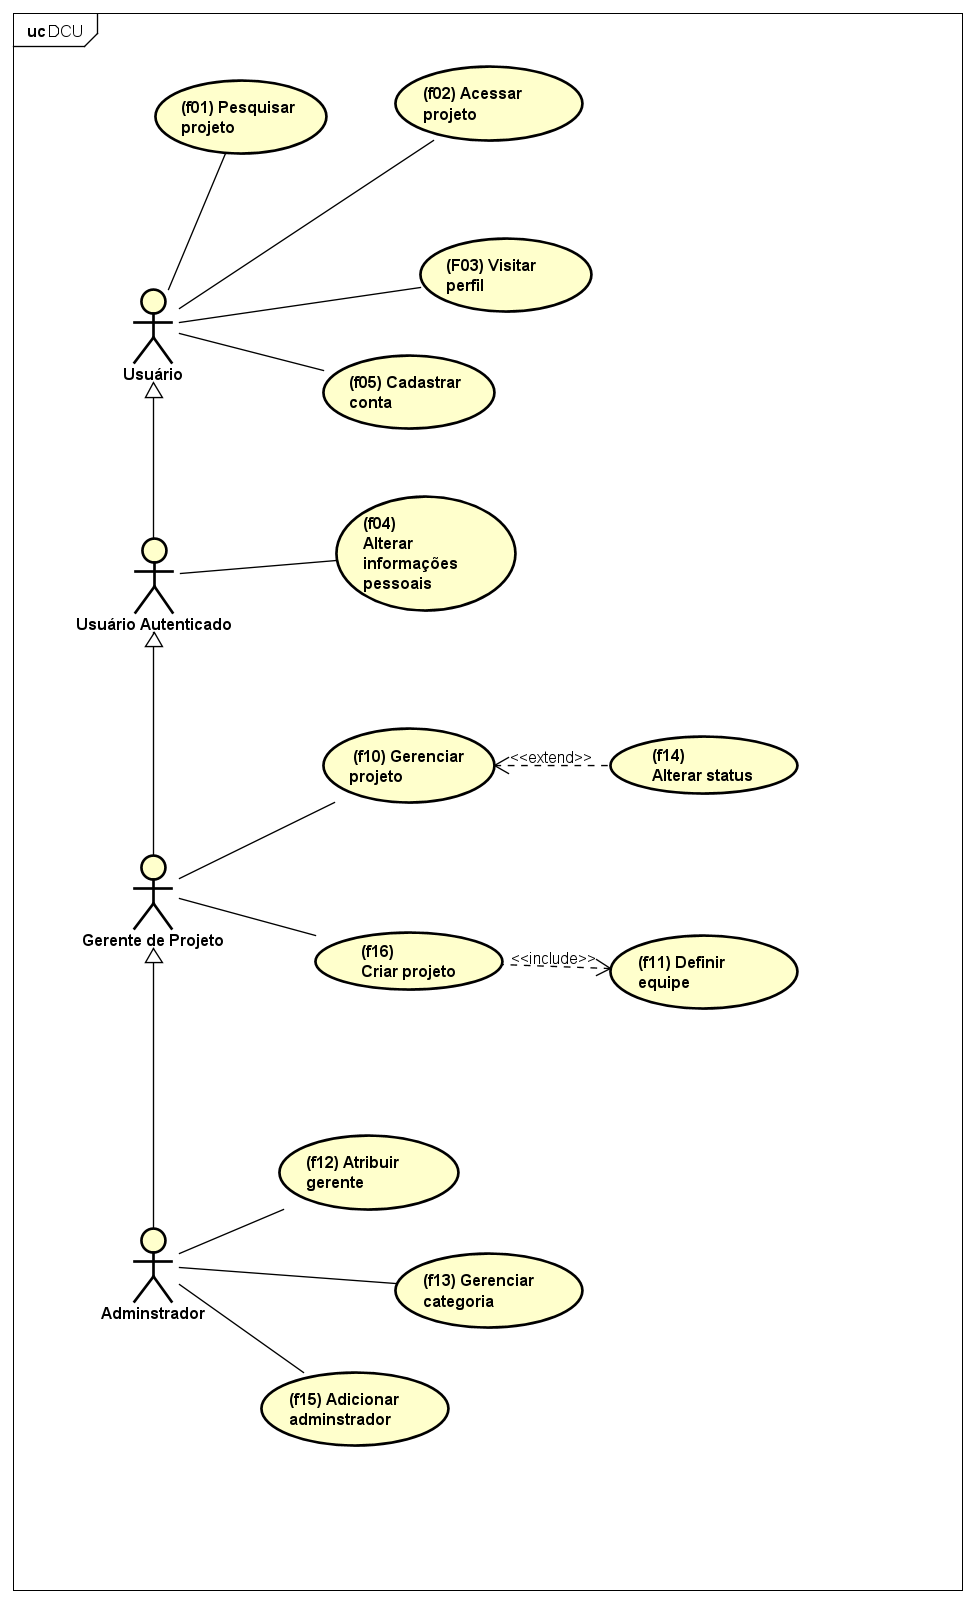 uc DCU
(f01) Pesquisar
projeto
(f02) Acessar
projeto
(F03) Visitar
perfil
Usuário
(f05) Cadastrar
conta
(f04)
Alterar
informações
pessoais
Usuário Autenticado
(f10) Gerenciar
projeto
<<extend>>
(f14)
Alterar status
Gerente de Projeto
(f16)
Criar projeto
<<include>>
(f11) Definir
equipe
(f12) Atribuir
gerente
(f13) Gerenciar
categoria
Adminstrador
(f15) Adicionar
adminstrador